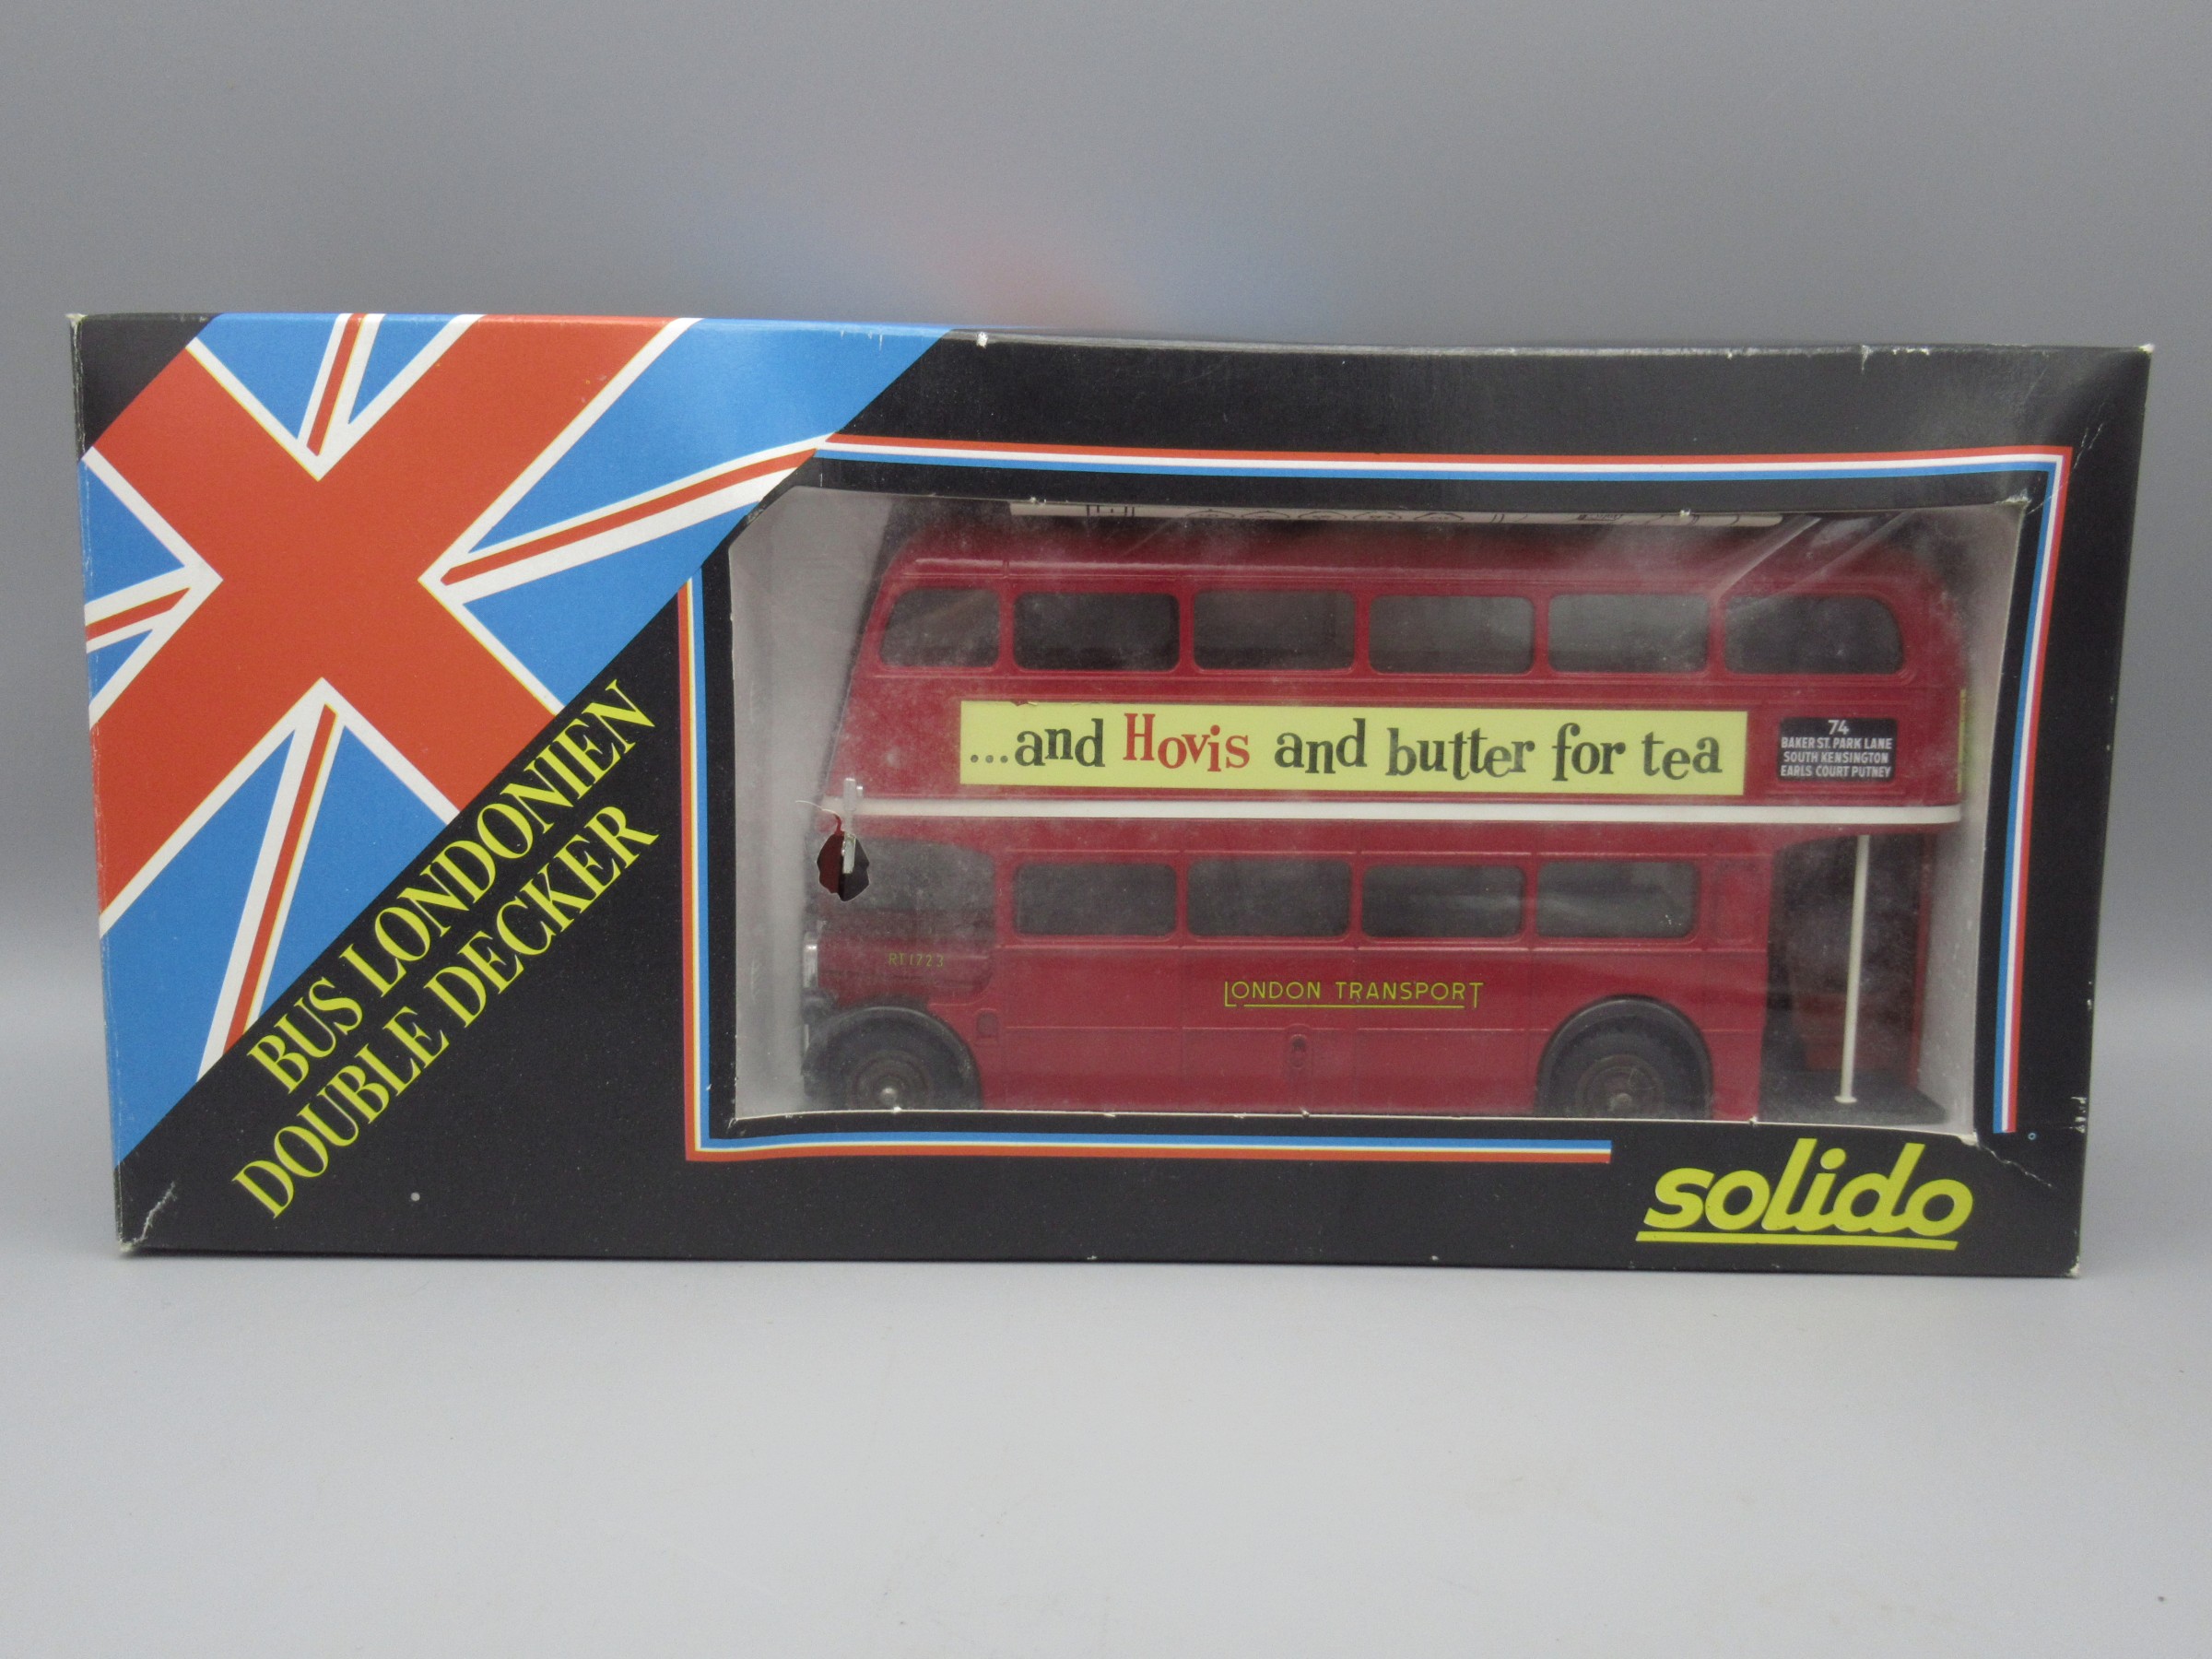 BUS LONDONIEN
DOUBLE DECKER
...and Hovis and butter for tea
74
BAKER ST. PARK LANE
SOUTH KENSINGTON
EARLS COURT PUTNEY
RT1723
LONDON TRANSPORT
solido